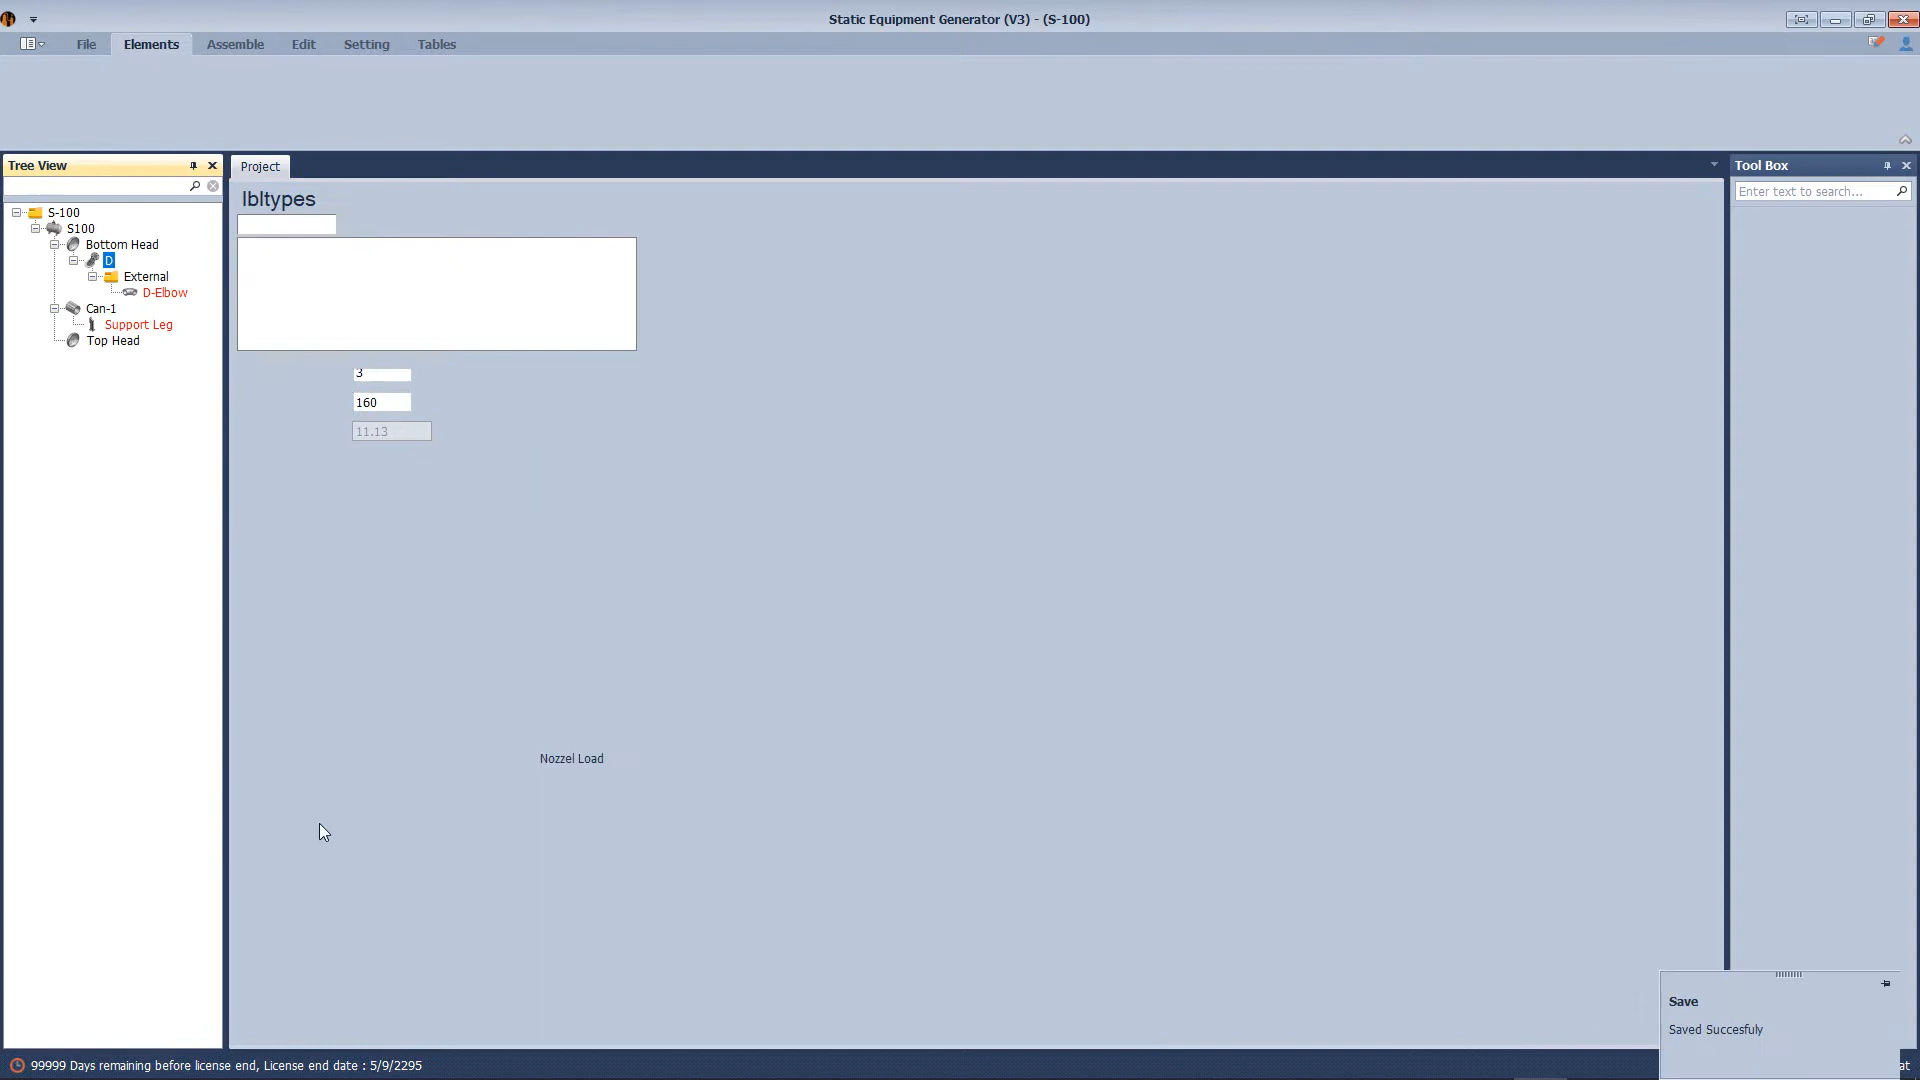 Static Equipment Generator (V3) - (S-100)
File Elements Assemble Edit Setting Tables
Tree View
Project
Tool Box
Enter text to search...
lbltypes
S-100
S100
Bottom Head
D
External
D-Elbow
Can-1
Support Leg
Top Head
3
160
11.13
Nozzel Load
Save
Saved Succesfuly
99999 Days remaining before license end, License end date : 5/9/2295
at